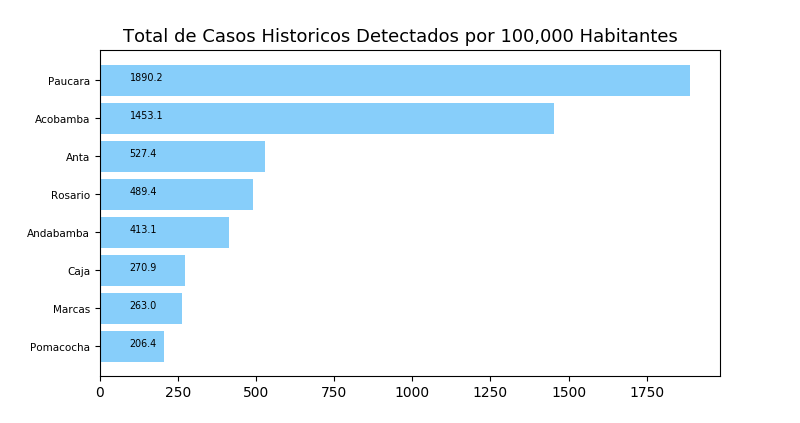 Total de Casos Historicos Detectados por 100,000 Habitantes
Paucara 1890.2
Acobamba 1453.1
Anta 527.4
Rosario 489.4
Andabamba 413.1
Caja 270.9
Marcas 263.0
Pomacocha 206.4
0 250 500 750 1000 1250 1500 1750